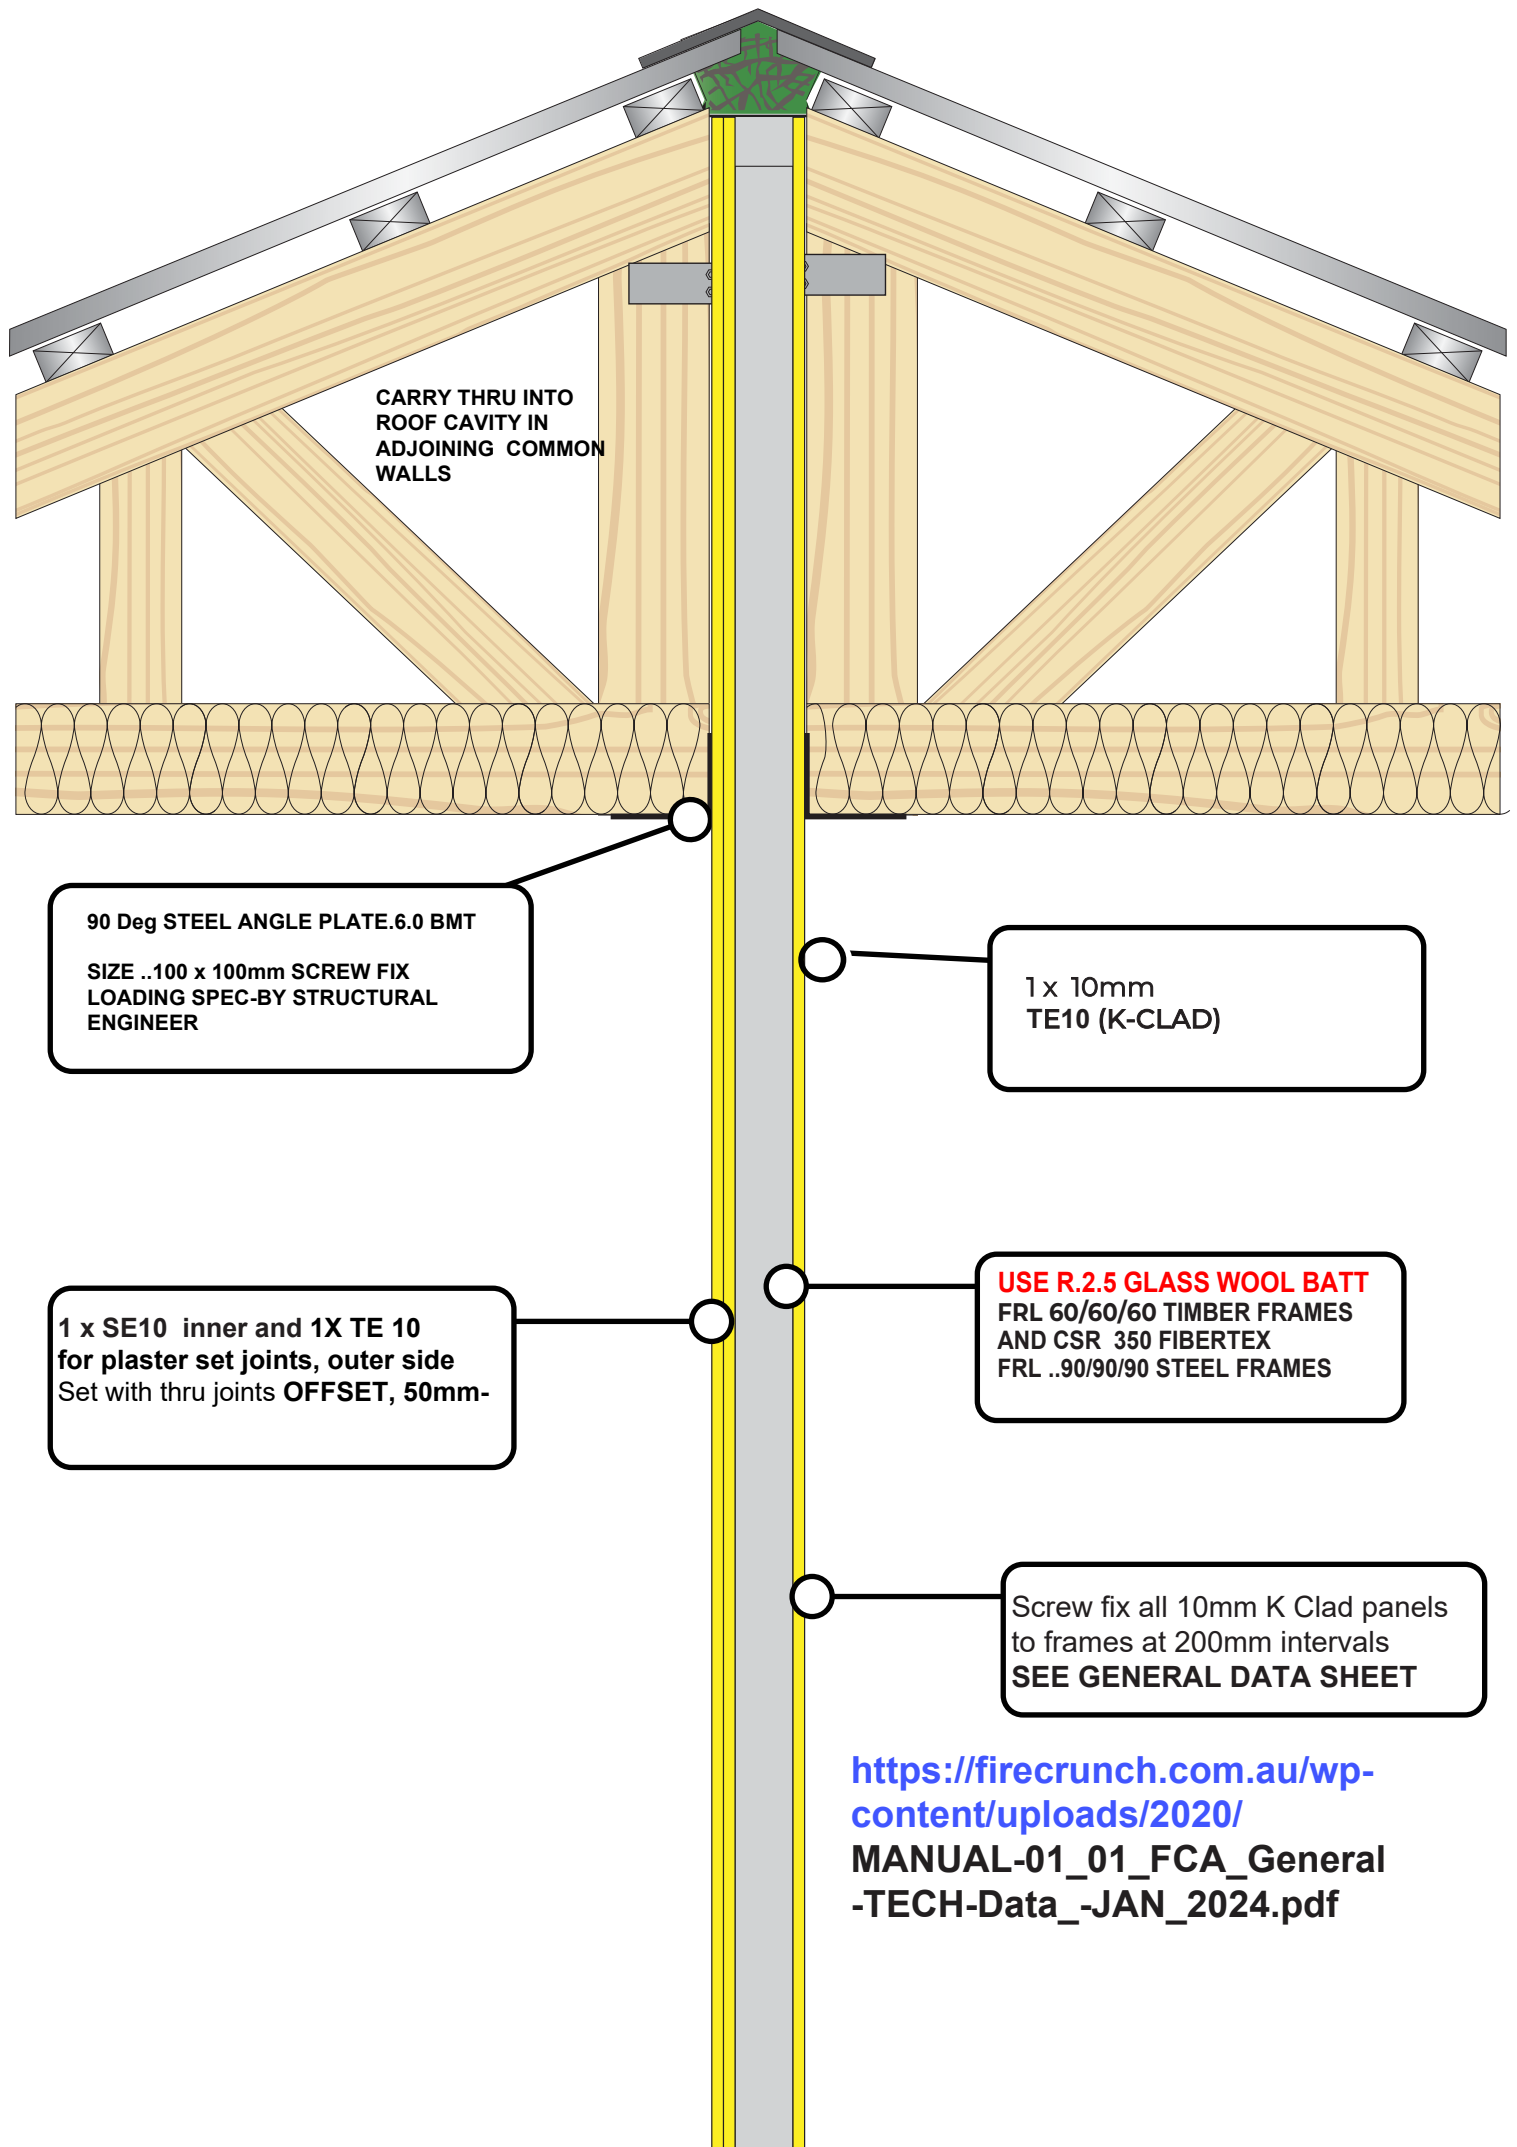 CARRY THRU INTO
ROOF CAVITY IN
ADJOINING COMMON
WALLS
90 Deg STEEL ANGLE PLATE.6.0 BMT
SIZE ..100 x 100mm SCREW FIX
LOADING SPEC-BY STRUCTURAL
ENGINEER
1 x 10mm
TE10 (K-CLAD)
1 x SE10 inner and 1X TE 10
for plaster set joints, outer side
Set with thru joints OFFSET, 50mm-
USE R.2.5 GLASS WOOL BATT
FRL 60/60/60 TIMBER FRAMES
AND CSR 350 FIBERTEX
FRL ..90/90/90 STEEL FRAMES
Screw fix all 10mm K Clad panels
to frames at 200mm intervals
SEE GENERAL DATA SHEET
https://firecrunch.com.au/wp-
content/uploads/2020/
MANUAL-01_01_FCA_General
-TECH-Data_-JAN_2024.pdf